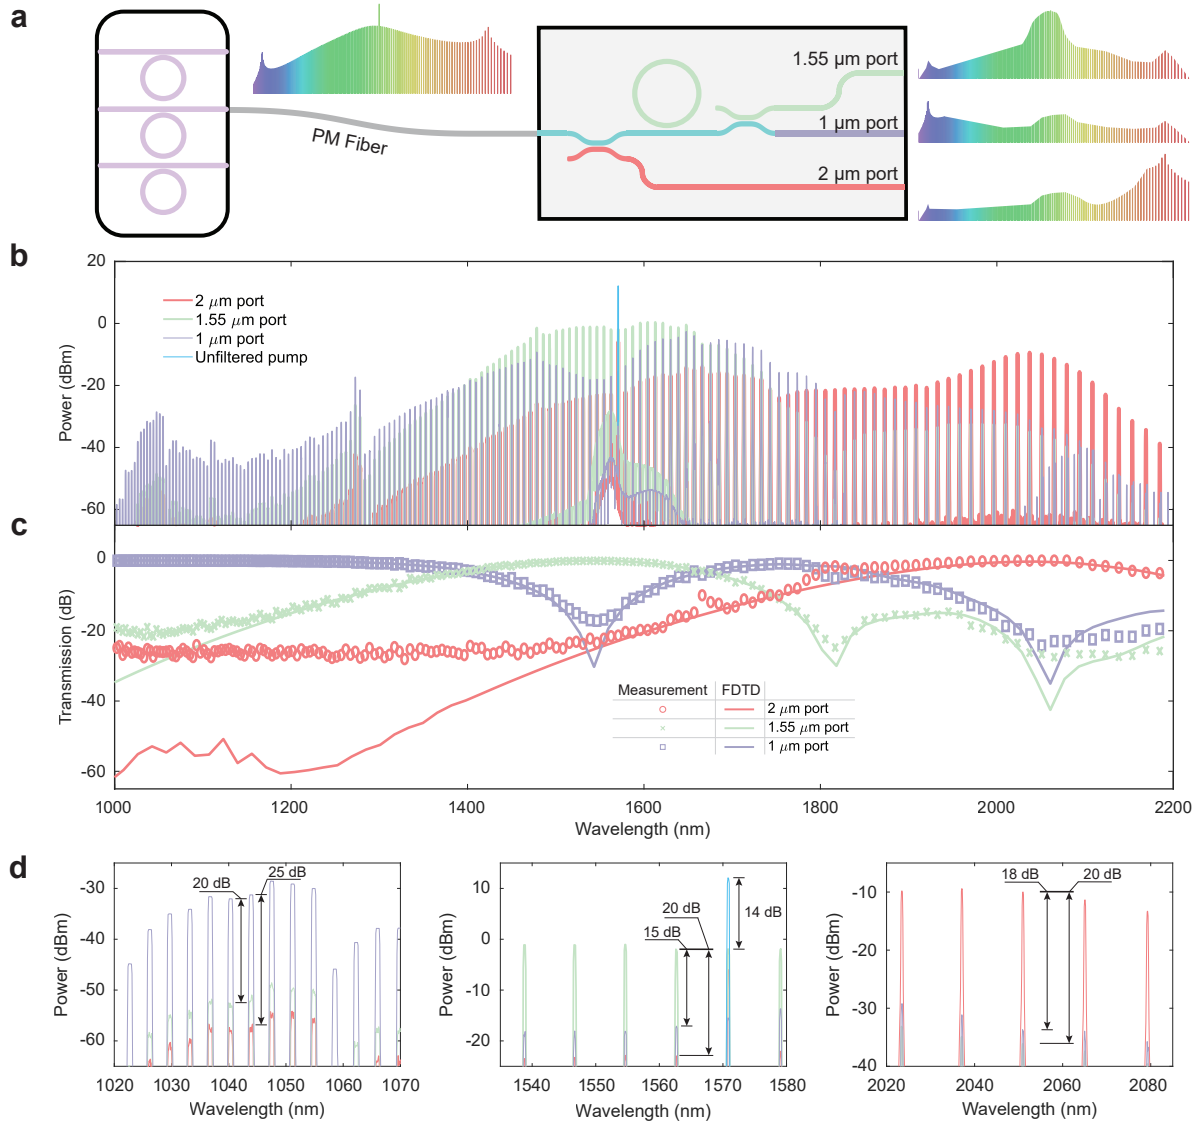 a
PM Fiber
1.55 µm port
1 µm port
2 µm port
b
20
0
-20
-40
-60
Power (dBm)
2 µm port
1.55 µm port
1 µm port
Unfiltered pump
c
0
-20
-40
-60
Transmission (dB)
Measurement FDTD
2 µm port
1.55 µm port
1 µm port
1000 1200 1400 1600 1800 2000 2200
Wavelength (nm)
d
-30
-40
-50
-60
Power (dBm)
20 dB
25 dB
1020 1030 1040 1050 1060 1070
Wavelength (nm)
10
0
-10
-20
Power (dBm)
15 dB
20 dB
14 dB
1540 1550 1560 1570 1580
Wavelength (nm)
0
-10
-20
-30
-40
Power (dBm)
18 dB
20 dB
2020 2040 2060 2080
Wavelength (nm)